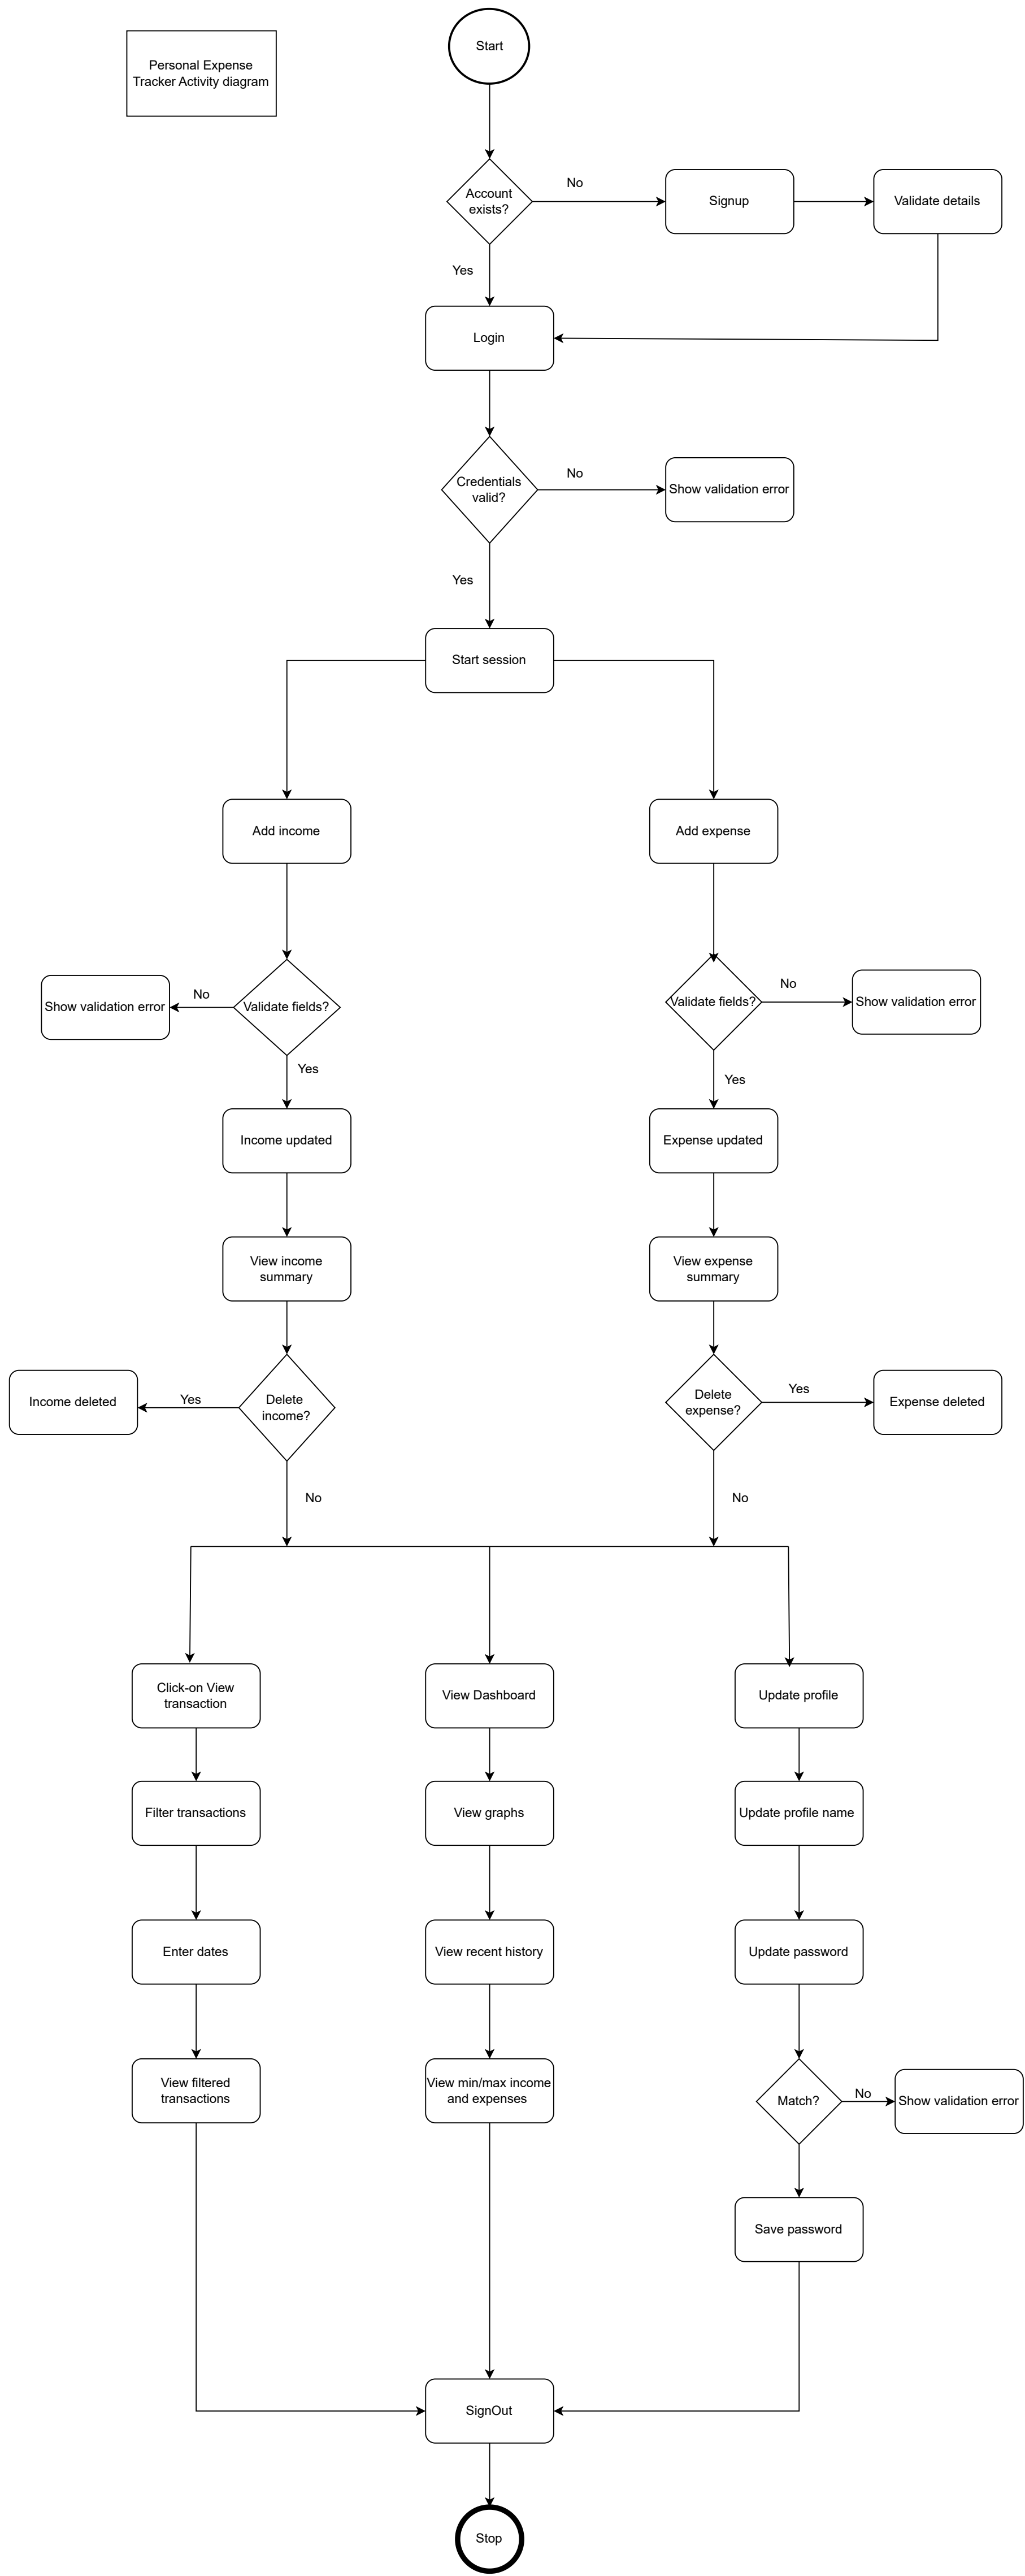 Start
Personal Expense
Tracker Activity diagram
Account
exists?
No
Signup
Validate details
Yes
Login
Credentials
valid?
No
Show validation error
Yes
Start session
Add income
Add expense
Show validation error
No
Validate fields?
Validate fields?
No
Show validation error
Yes
Yes
Income updated
Expense updated
View income
summary
View expense
summary
Income deleted
Yes
Delete
income?
Delete
expense?
Yes
Expense deleted
No
No
Click-on View
transaction
View Dashboard
Update profile
Filter transactions
View graphs
Update profile name
Enter dates
View recent history
Update password
View filtered
transactions
View min/max income
and expenses
Match?
No
Show validation error
Save password
SignOut
Stop